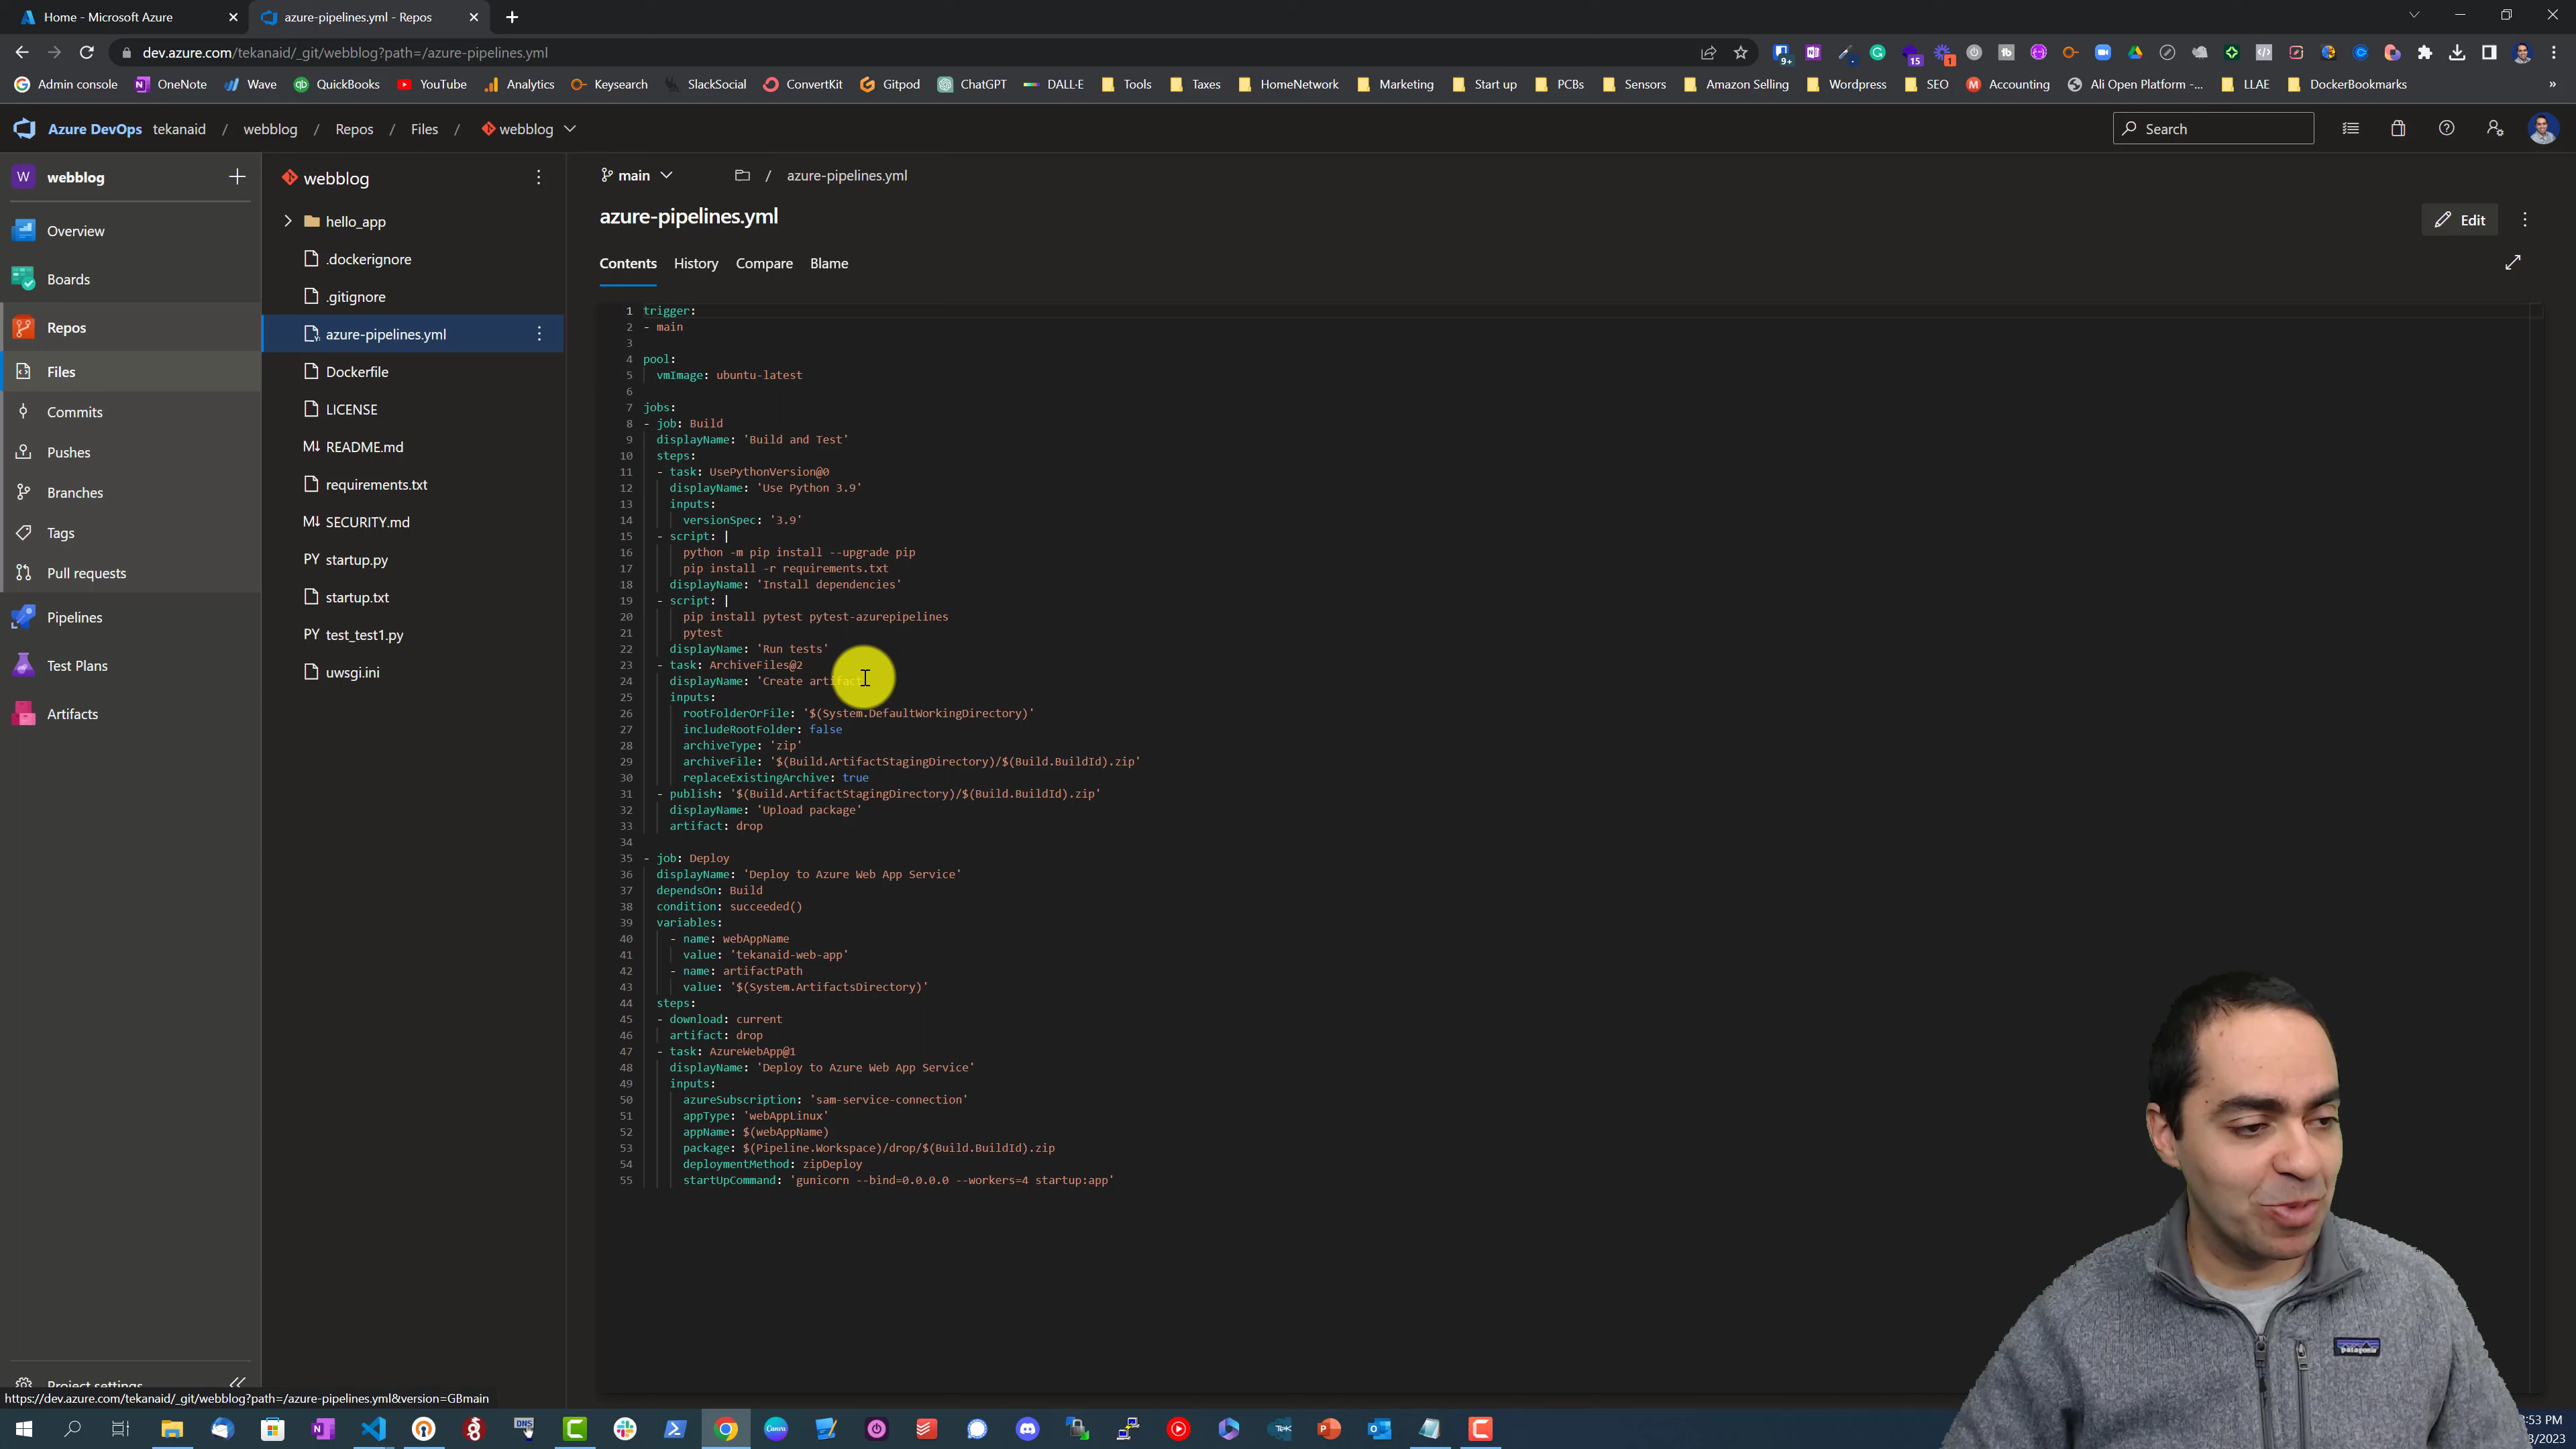 Home - Microsoft Azure
azure-pipelines.yml - Repos
dev.azure.com/tekanaid/_git/webblog?path=/azure-pipelines.yml
9+
15
1
Admin console
OneNote
Wave
QuickBooks
YouTube
Analytics
Keysearch
SlackSocial
ConvertKit
Gitpod
ChatGPT
DALL·E
Tools
Taxes
HomeNetwork
Marketing
Start up
PCBs
Sensors
Amazon Selling
Wordpress
SEO
Accounting
Ali Open Platform -...
LLAE
DockerBookmarks
»
Azure DevOps tekanaid / webblog / Repos / Files / webblog
Search
W webblog
Overview
Boards
Repos
Files
Commits
Pushes
Branches
Tags
Pull requests
Pipelines
Test Plans
Artifacts
Project settings
webblog
hello_app
.dockerignore
.gitignore
azure-pipelines.yml
Dockerfile
LICENSE
README.md
requirements.txt
SECURITY.md
startup.py
startup.txt
test_test1.py
uwsgi.ini
main / azure-pipelines.yml
azure-pipelines.yml
Edit
Contents History Compare Blame
1 trigger:
2 - main
3
4 pool:
5 vmImage: ubuntu-latest
6
7 jobs:
8 - job: Build
9 displayName: 'Build and Test'
10 steps:
11 - task: UsePythonVersion@0
12 displayName: 'Use Python 3.9'
13 inputs:
14 versionSpec: '3.9'
15 - script: |
16 python -m pip install --upgrade pip
17 pip install -r requirements.txt
18 displayName: 'Install dependencies'
19 - script: |
20 pip install pytest pytest-azurepipelines
21 pytest
22 displayName: 'Run tests'
23 - task: ArchiveFiles@2
24 displayName: 'Create artifact
25 inputs:
26 rootFolderOrFile: '$(System.DefaultWorkingDirectory)'
27 includeRootFolder: false
28 archiveType: 'zip'
29 archiveFile: '$(Build.ArtifactStagingDirectory)/$(Build.BuildId).zip'
30 replaceExistingArchive: true
31 - publish: '$(Build.ArtifactStagingDirectory)/$(Build.BuildId).zip'
32 displayName: 'Upload package'
33 artifact: drop
34
35 - job: Deploy
36 displayName: 'Deploy to Azure Web App Service'
37 dependsOn: Build
38 condition: succeeded()
39 variables:
40 - name: webAppName
41 value: 'tekanaid-web-app'
42 - name: artifactPath
43 value: '$(System.ArtifactsDirectory)'
44 steps:
45 - download: current
46 artifact: drop
47 - task: AzureWebApp@1
48 displayName: 'Deploy to Azure Web App Service'
49 inputs:
50 azureSubscription: 'sam-service-connection'
51 appType: 'webAppLinux'
52 appName: $(webAppName)
53 package: $(Pipeline.Workspace)/drop/$(Build.BuildId).zip
54 deploymentMethod: zipDeploy
55 startUpCommand: 'gunicorn --bind=0.0.0.0 --workers=4 startup:app'
patagonia
https://dev.azure.com/tekanaid/_git/webblog?path=/azure-pipelines.yml&version=GBmain
:53 PM
3/2023